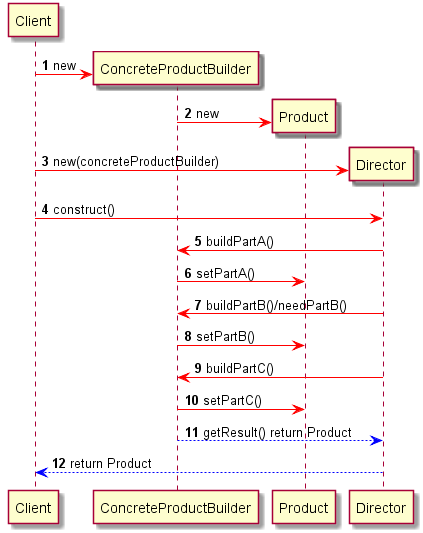 Client
1 new
ConcreteProductBuilder
2 new
Product
3 new(concreteProductBuilder)
Director
4 construct()
5 buildPartA()
6 setPartA()
7 buildPartB()/needPartB()
8 setPartB()
9 buildPartC()
10 setPartC()
11 getResult() return Product
12 return Product
Client ConcreteProductBuilder Product Director